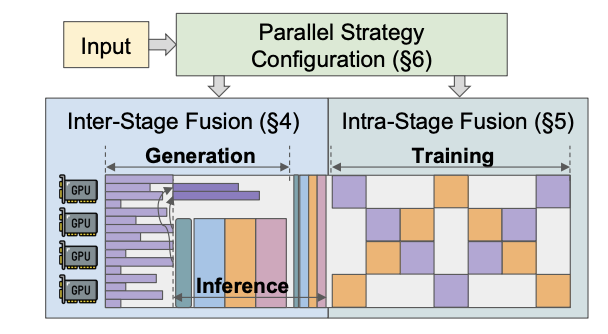 Input
Parallel Strategy
Configuration (§6)
Inter-Stage Fusion (§4)
Intra-Stage Fusion (§5)
Generation
Training
GPU
GPU
GPU
GPU
Inference